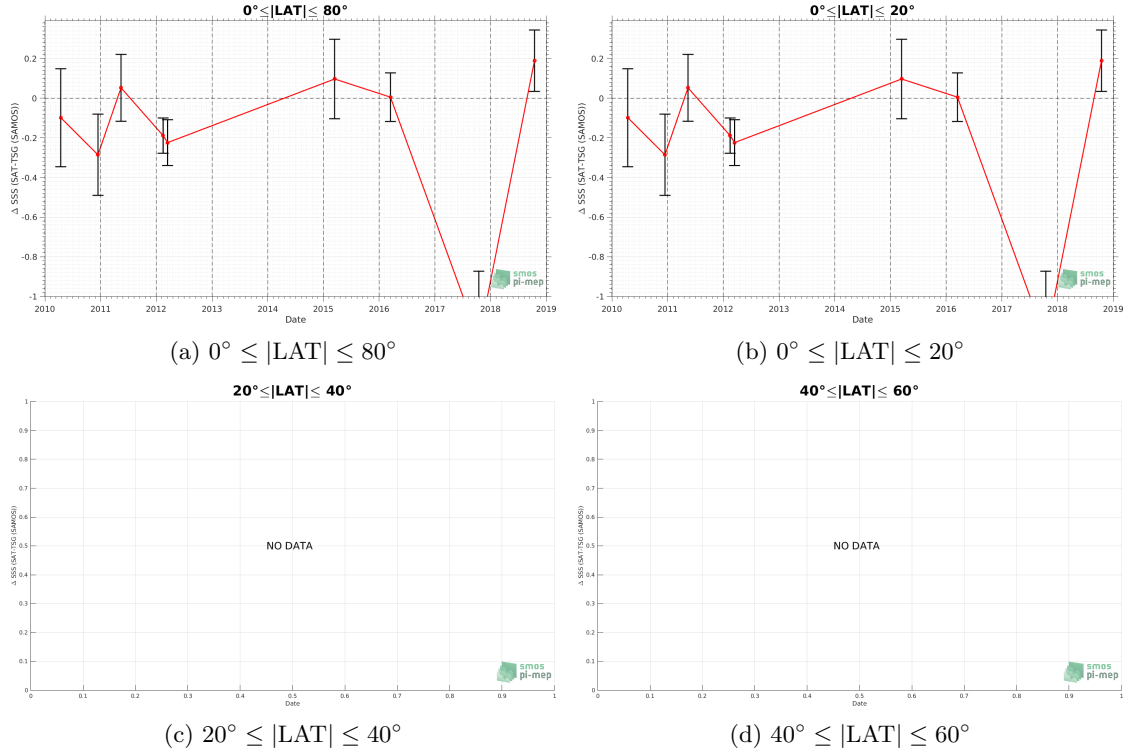 0°≤|LAT|≤ 80°
Δ SSS (SAT-TSG (SAMOS))
0.2
0
-0.2
-0.4
-0.6
-0.8
-1
2010 2011 2012 2013 2014 2015 2016 2017 2018 2019
Date
smos
pi-mep
(a) 0° ≤ |LAT| ≤ 80°
0°≤|LAT|≤ 20°
Δ SSS (SAT-TSG (SAMOS))
0.2
0
-0.2
-0.4
-0.6
-0.8
-1
2010 2011 2012 2013 2014 2015 2016 2017 2018 2019
Date
smos
pi-mep
(b) 0° ≤ |LAT| ≤ 20°
20°≤|LAT|≤ 40°
Δ SSS (SAT-TSG (SAMOS))
1
0.9
0.8
0.7
0.6
0.5
0.4
0.3
0.2
0.1
0
NO DATA
0 0.1 0.2 0.3 0.4 0.5 0.6 0.7 0.8 0.9 1
Date
smos
pi-mep
(c) 20° ≤ |LAT| ≤ 40°
40°≤|LAT|≤ 60°
Δ SSS (SAT-TSG (SAMOS))
1
0.9
0.8
0.7
0.6
0.5
0.4
0.3
0.2
0.1
0
NO DATA
0 0.1 0.2 0.3 0.4 0.5 0.6 0.7 0.8 0.9 1
Date
smos
pi-mep
(d) 40° ≤ |LAT| ≤ 60°